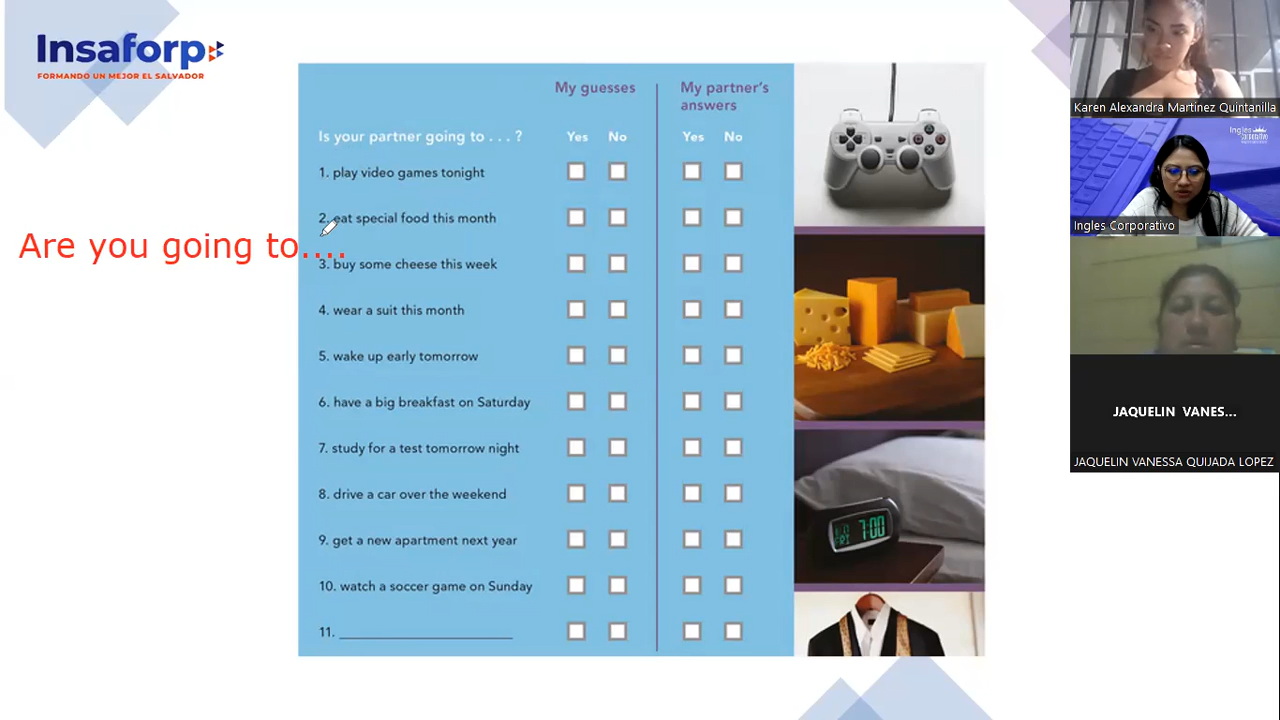 Insaforp
FORMANDO UN MEJOR EL SALVADOR
My guesses
My partner's
answers
Is your partner going to . . . ?
Yes
No
Yes
No
1. play video games tonight
2. eat special food this month
Are you going to....
3. buy some cheese this week
4. wear a suit this month
5. wake up early tomorrow
6. have a big breakfast on Saturday
7. study for a test tomorrow night
8. drive a car over the weekend
9. get a new apartment next year
10. watch a soccer game on Sunday
11.
FRI 7:00
Karen Alexandra Martínez Quintanilla
Ingles
Corporativo
Ingles Corporativo
JAQUELIN VANES...
JAQUELIN VANESSA QUIJADA LOPEZ